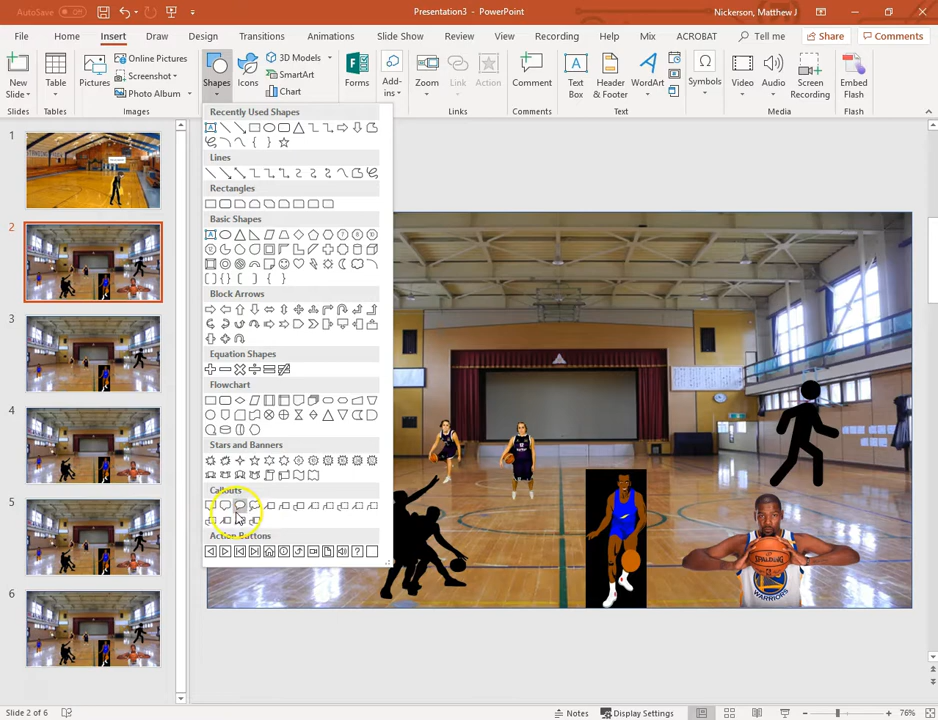 AutoSave Off
Presentation3 - PowerPoint
Nickerson, Matthew J
File Home Insert Draw Design Transitions Animations Slide Show Review View Recording Help Mix ACROBAT Tell me Share Comments
New Slide
Table
Pictures
Online Pictures
Screenshot
Photo Album
Shapes
Icons
3D Models
SmartArt
Chart
Forms
Add-ins
Zoom
Link
Action
Comment
Text Box
Header & Footer
WordArt
Symbols
Video
Audio
Screen Recording
Embed Flash
Slides Tables Images Links Comments Text Media Flash
Recently Used Shapes
Lines
Rectangles
Basic Shapes
Block Arrows
Equation Shapes
Flowchart
Stars and Banners
Callouts
Action Buttons
1
2
3
4
5
6
SPALDING
WARRIORS
Slide 2 of 6
Notes
Display Settings
76%